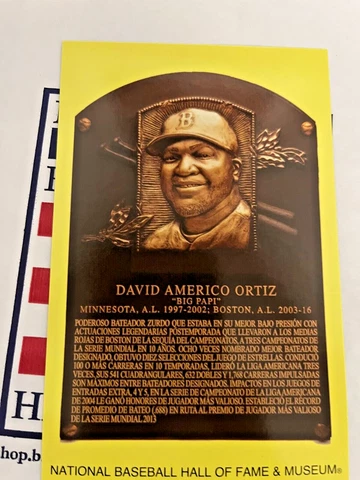 B
DAVID AMERICO ORTIZ
"BIG PAPI"
MINNESOTA, A.L. 1997-2002; BOSTON, A.L. 2003-16
PODEROSO BATEADOR ZURDO QUE ESTABA EN SU MEJOR BAJO PRESIÓN CON
ACTUACIONES LEGENDARIAS POSTEMPORADA QUE LLEVARON A LOS MEDIAS
ROJAS DE BOSTON DE LA SEQUÍA DEL CAMPEONATOS, A TRES CAMPEONATOS DE
LA SERIE MUNDIAL EN 10 AÑOS. OCHO VECES NOMBRADO MEJOR BATEADOR
DESIGNADO, OBTUVO DIEZ SELECCIONES DEL JUEGO DE ESTRELLAS. CONDUCIÓ
100 O MÁS CARRERAS EN 10 TEMPORADAS, LIDERÓ LA LIGA AMERICANA TRES
VECES. SUS 541 CUADRANGULARES, 632 DOBLES Y 1,768 CARRERAS IMPULSADAS
SON MÁXIMOS ENTRE BATEADORES DESIGNADOS. IMPACTOS EN LOS JUEGOS DE
ENTRADAS EXTRA, 4 Y 5, EN LA SERIE DE CAMPEONATO DE LA LIGA AMERICANA
DE 2004 LE GANÓ HONORES DE JUGADOR MÁS VALIOSO. ESTABLECIÓ EL RÉCORD
DE PROMEDIO DE BATEO (.688) EN RUTA AL PREMIO DE JUGADOR MÁS VALIOSO
DE LA SERIE MUNDIAL 2013
H
hop.b
NATIONAL BASEBALL HALL OF FAME & MUSEUM®